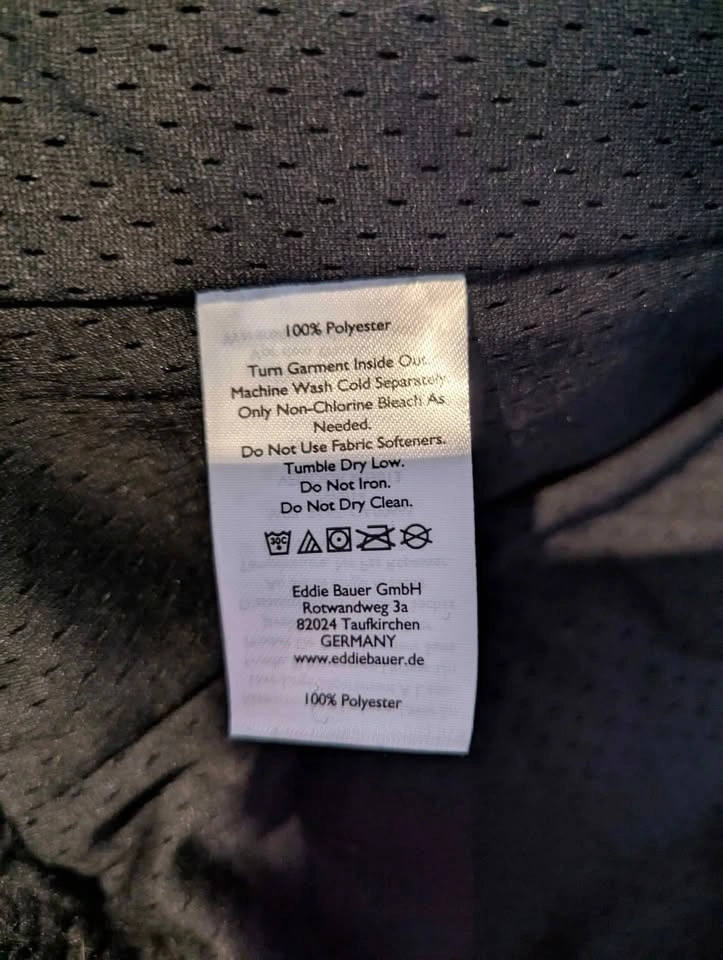 100% Polyester
Turn Garment Inside Out.
Machine Wash Cold Separately.
Only Non-Chlorine Bleach As
Needed.
Do Not Use Fabric Softeners.
Tumble Dry Low.
Do Not Iron.
Do Not Dry Clean.
30C
Eddie Bauer GmbH
Rotwandweg 3a
82024 Taufkirchen
GERMANY
www.eddiebauer.de
100% Polyester